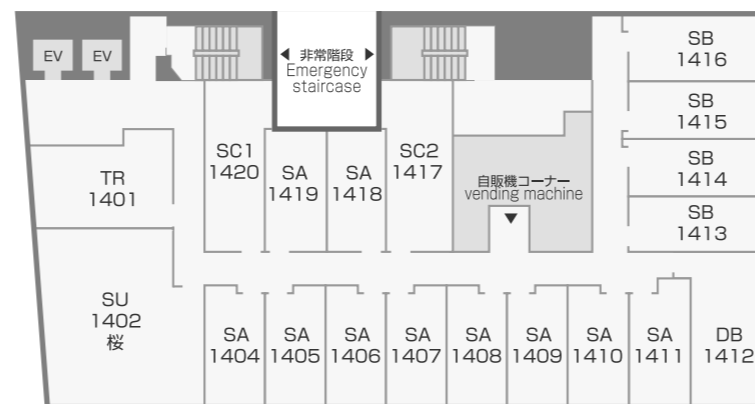 EV
EV
◀ 非常階段 ▶
Emergency
staircase
SB
1416
SB
1415
SB
1414
SB
1413
SC1
1420
SA
1419
SA
1418
SC2
1417
自販機コーナー
vending machine
▼
TR
1401
SU
1402
桜
SA
1404
SA
1405
SA
1406
SA
1407
SA
1408
SA
1409
SA
1410
SA
1411
DB
1412